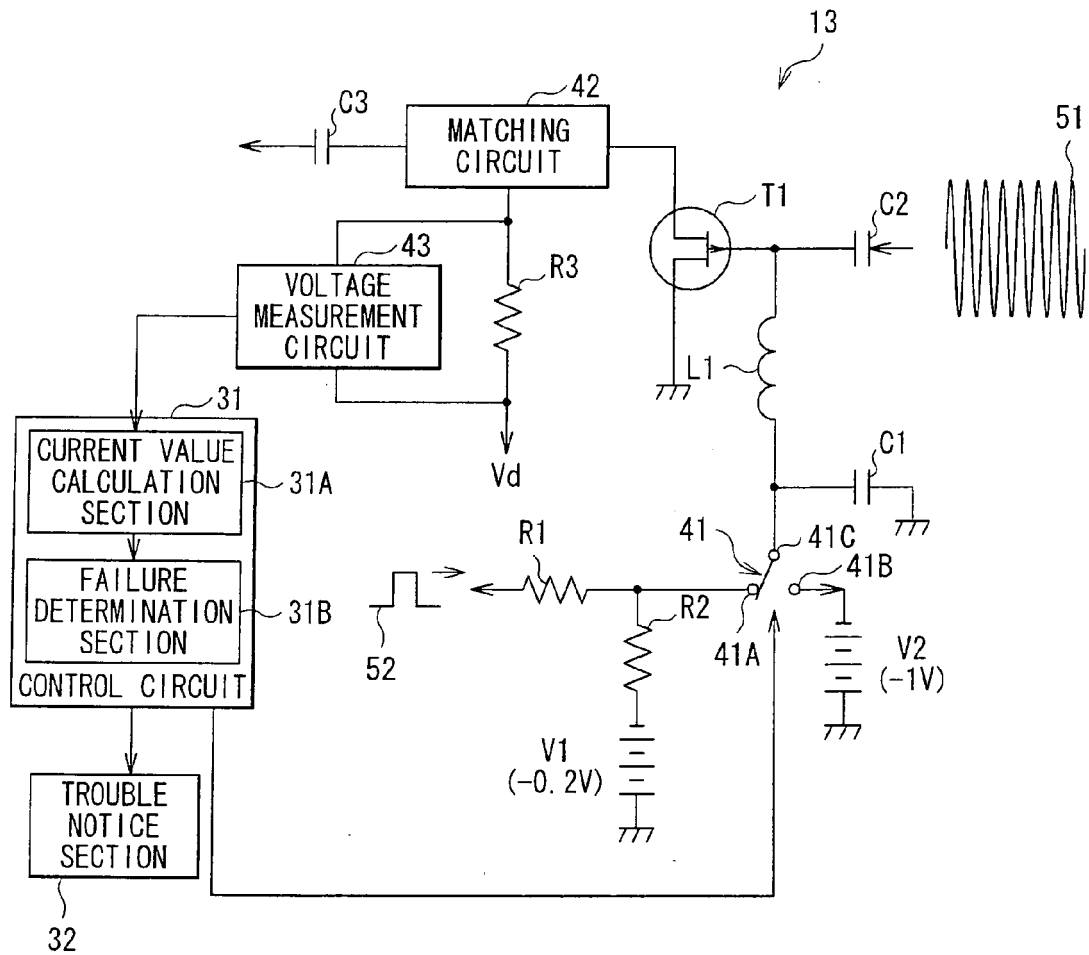 13
42
C3
MATCHING
CIRCUIT
51
T1
C2
43
R3
VOLTAGE
MEASUREMENT
CIRCUIT
L1
31
CURRENT VALUE
CALCULATION
SECTION
31A
Vd
C1
R1
41
41C
41B
FAILURE
DETERMINATION
SECTION
31B
R2
52
41A
CONTROL CIRCUIT
V2
(-1V)
V1
(-0.2V)
TROUBLE
NOTICE
SECTION
32